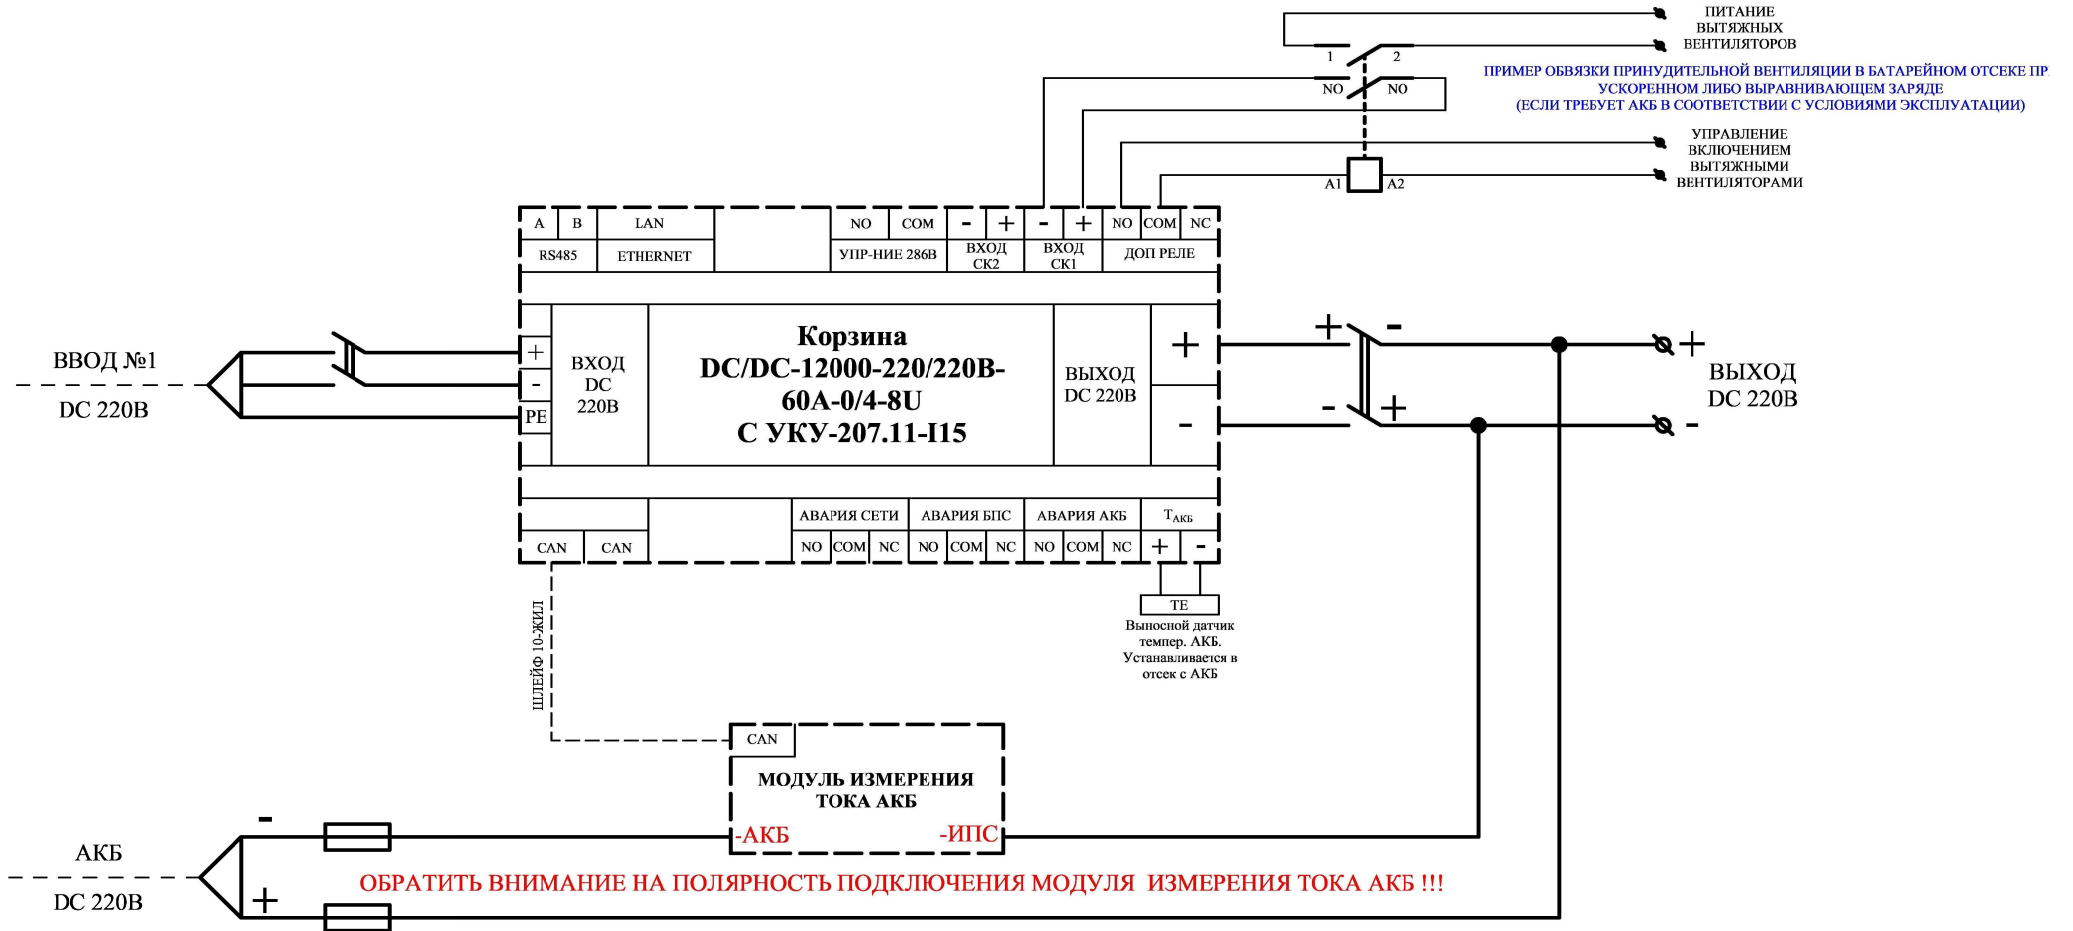 ПИТАНИЕ
ВЫТЯЖНЫХ
ВЕНТИЛЯТОРОВ
1
2
NO
NO
ПРИМЕР ОБВЯЗКИ ПРИНУДИТЕЛЬНОЙ ВЕНТИЛЯЦИИ В БАТАРЕЙНОМ ОТСЕКЕ ПР
УСКОРЕННОМ ЛИБО ВЫРАВНИВАЮЩЕМ ЗАРЯДЕ
(ЕСЛИ ТРЕБУЕТ АКБ В СООТВЕТСТВИИ С УСЛОВИЯМИ ЭКСПЛУАТАЦИИ)
УПРАВЛЕНИЕ
ВКЛЮЧЕНИЕМ
ВЫТЯЖНЫМИ
ВЕНТИЛЯТОРАМИ
A1
A2
A
B
LAN
NO
COM
-
+
-
+
NO
COM
NC
RS485
ETHERNET
УПР-НИЕ 286В
ВХОД
СК2
ВХОД
СК1
ДОП РЕЛЕ
ВВОД №1
DC 220В
+
-
PE
ВХОД
DC
220В
Корзина
DC/DC-12000-220/220В-
60А-0/4-8U
С УКУ-207.11-I15
ВЫХОД
DC 220В
+
-
+
-
-
+
+
-
ВЫХОД
DC 220В
АВАРИЯ СЕТИ
АВАРИЯ БПС
АВАРИЯ АКБ
ТАКБ
CAN
CAN
NO
COM
NC
NO
COM
NC
NO
COM
NC
+
-
ТЕ
Выносной датчик
темпер. АКБ.
Устанавливается в
отсек с АКБ
ШЛЕЙФ 10-ЖИЛ
CAN
МОДУЛЬ ИЗМЕРЕНИЯ
ТОКА АКБ
-АКБ
-ИПС
АКБ
DC 220В
-
+
ОБРАТИТЬ ВНИМАНИЕ НА ПОЛЯРНОСТЬ ПОДКЛЮЧЕНИЯ МОДУЛЯ ИЗМЕРЕНИЯ ТОКА АКБ !!!